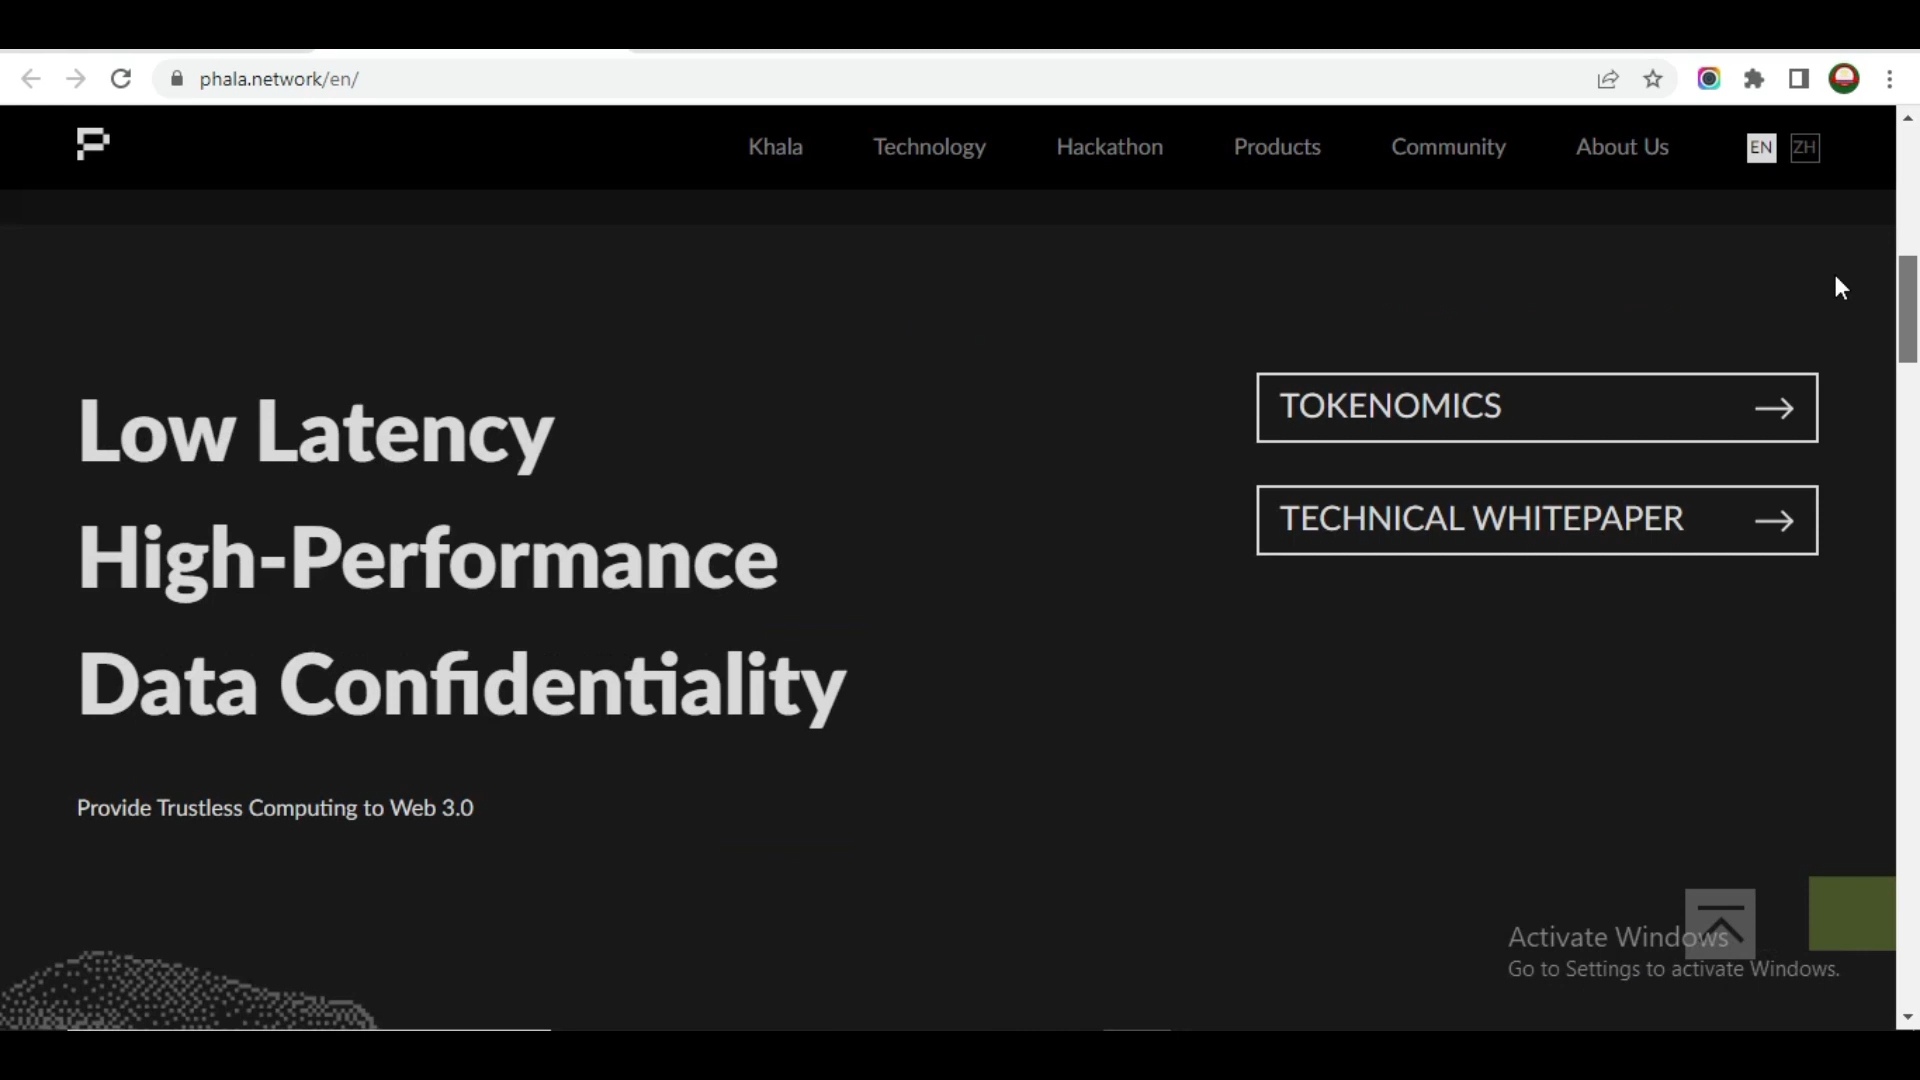 phala.network/en/
Khala Technology Hackathon Products Community About Us EN ZH
Low Latency
High-Performance
Data Confidentiality
Provide Trustless Computing to Web 3.0
TOKENOMICS
TECHNICAL WHITEPAPER
Activate Windows
Go to Settings to activate Windows.